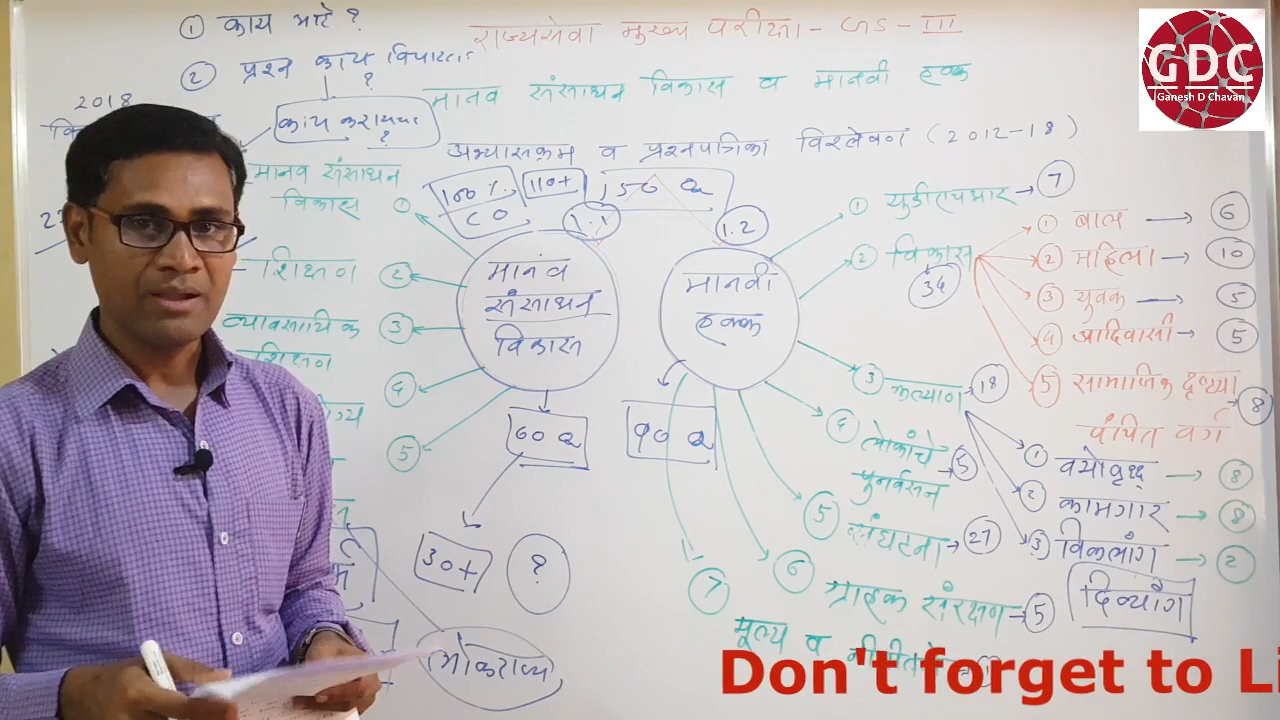 ① काय माटे ?
राज्यसेवा मुख्य परीक्षा - GS - III
② प्रश्न काय
?
मानव संसाधन विकास व मानवी हक्क
2018
काय करायचा
?
अभ्यासक्रम व प्रश्नपत्रिका विश्लेषण (2012-18)
GDC
Ganesh D Chavan
मानव संसाधन
विकास ①
100%
110+
150 Q
1.1
1.2
मानव
संसाधन
विकास
मानवी
हक्क
① युडीएचआर → 7
② विकास
① बाल → 6
② महिला → 10
③ युवक → 5
④ आदिवासी → 5
⑤ सामाजिक दृष्ट्या → 8
वंचित वर्ग
शिक्षण ②
व्यावसायिक ③
शिक्षण
④
⑤
60 Q
90 Q
30+
?
③ कल्याण → 18
① वयोवृद्ध → 8
② कामगार → 8
③ विकलांग → 2
दिव्यांग
④ लोकांचे
पुनर्वसन → 5
⑤ संघटना → 27
⑥ ग्राहक संरक्षण → 5
⑦ मूल्य व
Don't forget to Li